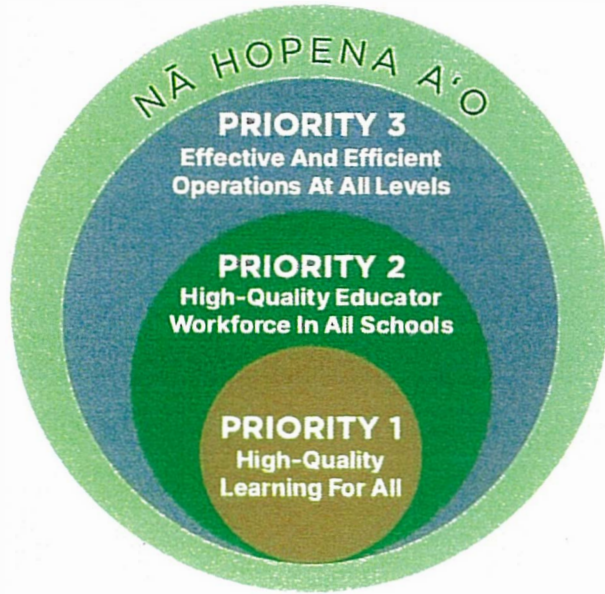 NĀ HOPENA AʻO
PRIORITY 3
Effective And Efficient
Operations At All Levels
PRIORITY 2
High-Quality Educator
Workforce In All Schools
PRIORITY 1
High-Quality
Learning For All